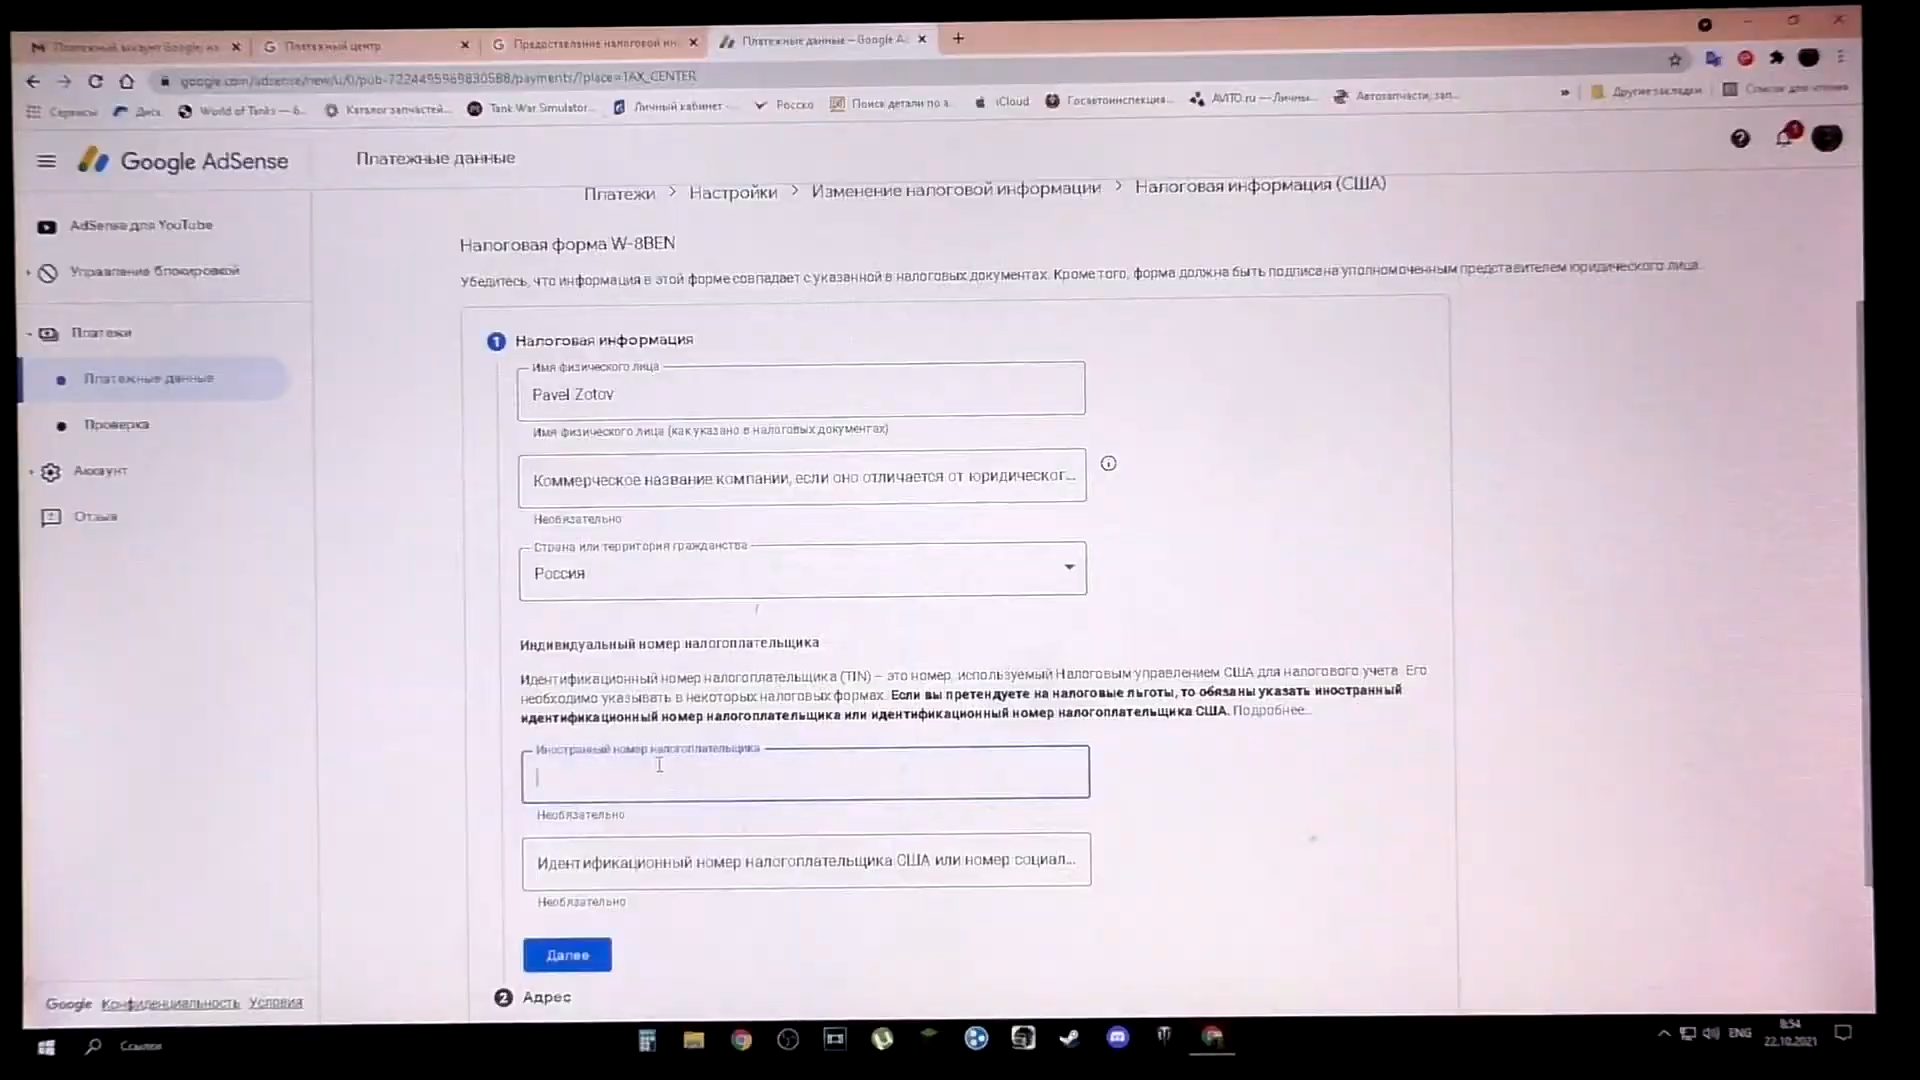 Платежный аккаунт Google
Платежный центр
Предоставление налоговой ин
Платежные данные – Google A
google.com/adsense/new/u/0/pub-7224495969830588/payments/?place=TAX_CENTER
Сервисы
Диск
World of Tanks — б
Каталог запчастей...
Tank War Simulator...
Личный кабинет
Росско
Поиск детали по а
iCloud
Госавтоинспекция...
AVITO.ru — Личны...
Автозапчасти, зап...
»
Другие закладки
Список для чтения
Google AdSense
Платежные данные
Платежи > Настройки > Изменение налоговой информации > Налоговая информация (США)
AdSense для YouTube
Управление блокировкой
Платежи
Платежные данные
Проверка
Аккаунт
Отзыв
Налоговая форма W-8BEN
Убедитесь, что информация в этой форме совпадает с указанной в налоговых документах. Кроме того, форма должна быть подписана уполномоченным представителем юридического лица.
1 Налоговая информация
Имя физического лица
Pavel Zotov
Имя физического лица (как указано в налоговых документах)
Коммерческое название компании, если оно отличается от юридическог...
Необязательно
Страна или территория гражданства
Россия
Индивидуальный номер налогоплательщика
Идентификационный номер налогоплательщика (TIN) – это номер, используемый Налоговым управлением США для налогового учета. Его
необходимо указывать в некоторых налоговых формах. Если вы претендуете на налоговые льготы, то обязаны указать иностранный
идентификационный номер налогоплательщика или идентификационный номер налогоплательщика США. Подробнее...
Иностранный номер налогоплательщика
Необязательно
Идентификационный номер налогоплательщика США или номер социал...
Необязательно
Далее
2 Адрес
Google Конфиденциальность Условия
Ссылки
ENG
8:54
22.10.2021